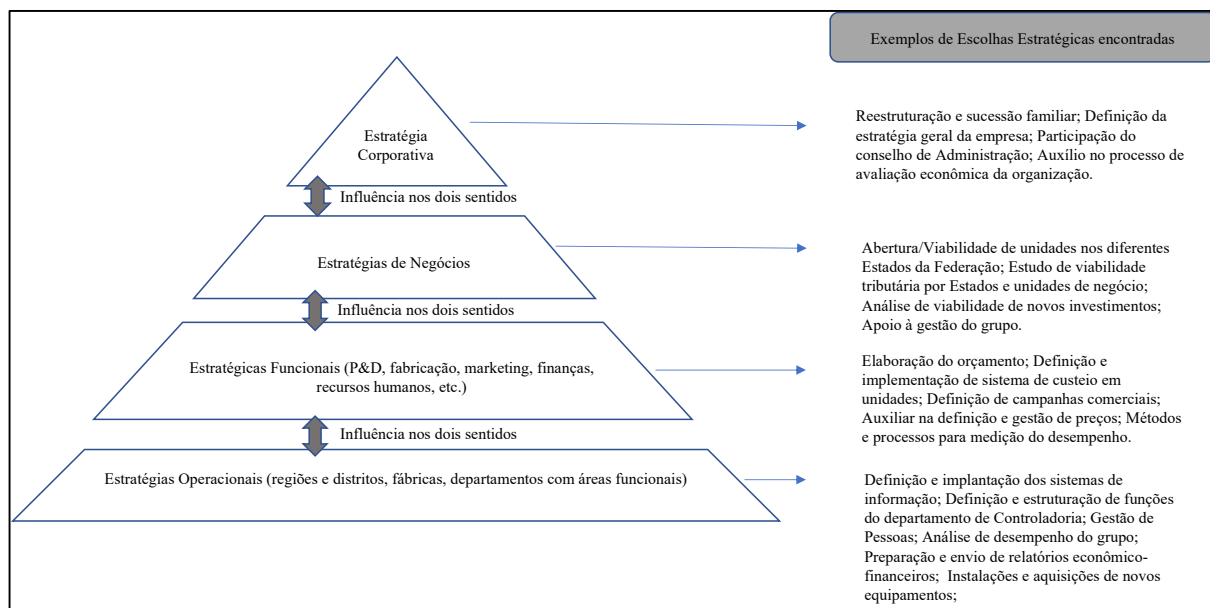 Exemplos de Escolhas Estratégicas encontradas
Estratégia
Corporativa
Reestruturação e sucessão familiar; Definição da
estratégia geral da empresa; Participação do
conselho de Administração; Auxílio no processo de
avaliação econômica da organização.
Influência nos dois sentidos
Estratégias de Negócios
Abertura/Viabilidade de unidades nos diferentes
Estados da Federação; Estudo de viabilidade
tributária por Estados e unidades de negócio;
Análise de viabilidade de novos investimentos;
Apoio à gestão do grupo.
Influência nos dois sentidos
Estratégicas Funcionais (P&D, fabricação, marketing, finanças,
recursos humanos, etc.)
Elaboração do orçamento; Definição e
implementação de sistema de custeio em
unidades; Definição de campanhas comerciais;
Auxiliar na definição e gestão de preços; Métodos
e processos para medição do desempenho.
Influência nos dois sentidos
Estratégias Operacionais (regiões e distritos, fábricas, departamentos com áreas funcionais)
Definição e implantação dos sistemas de
informação; Definição e estruturação de funções
do departamento de Controladoria; Gestão de
Pessoas; Análise de desempenho do grupo;
Preparação e envio de relatórios econômico-
financeiros; Instalações e aquisições de novos
equipamentos;